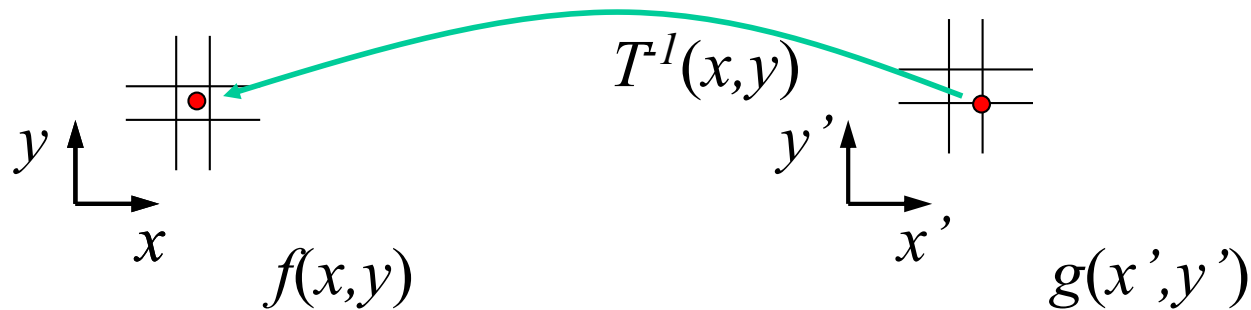 T⁻¹(x,y)
y
y’
x
x’
f(x,y)
g(x’,y’)